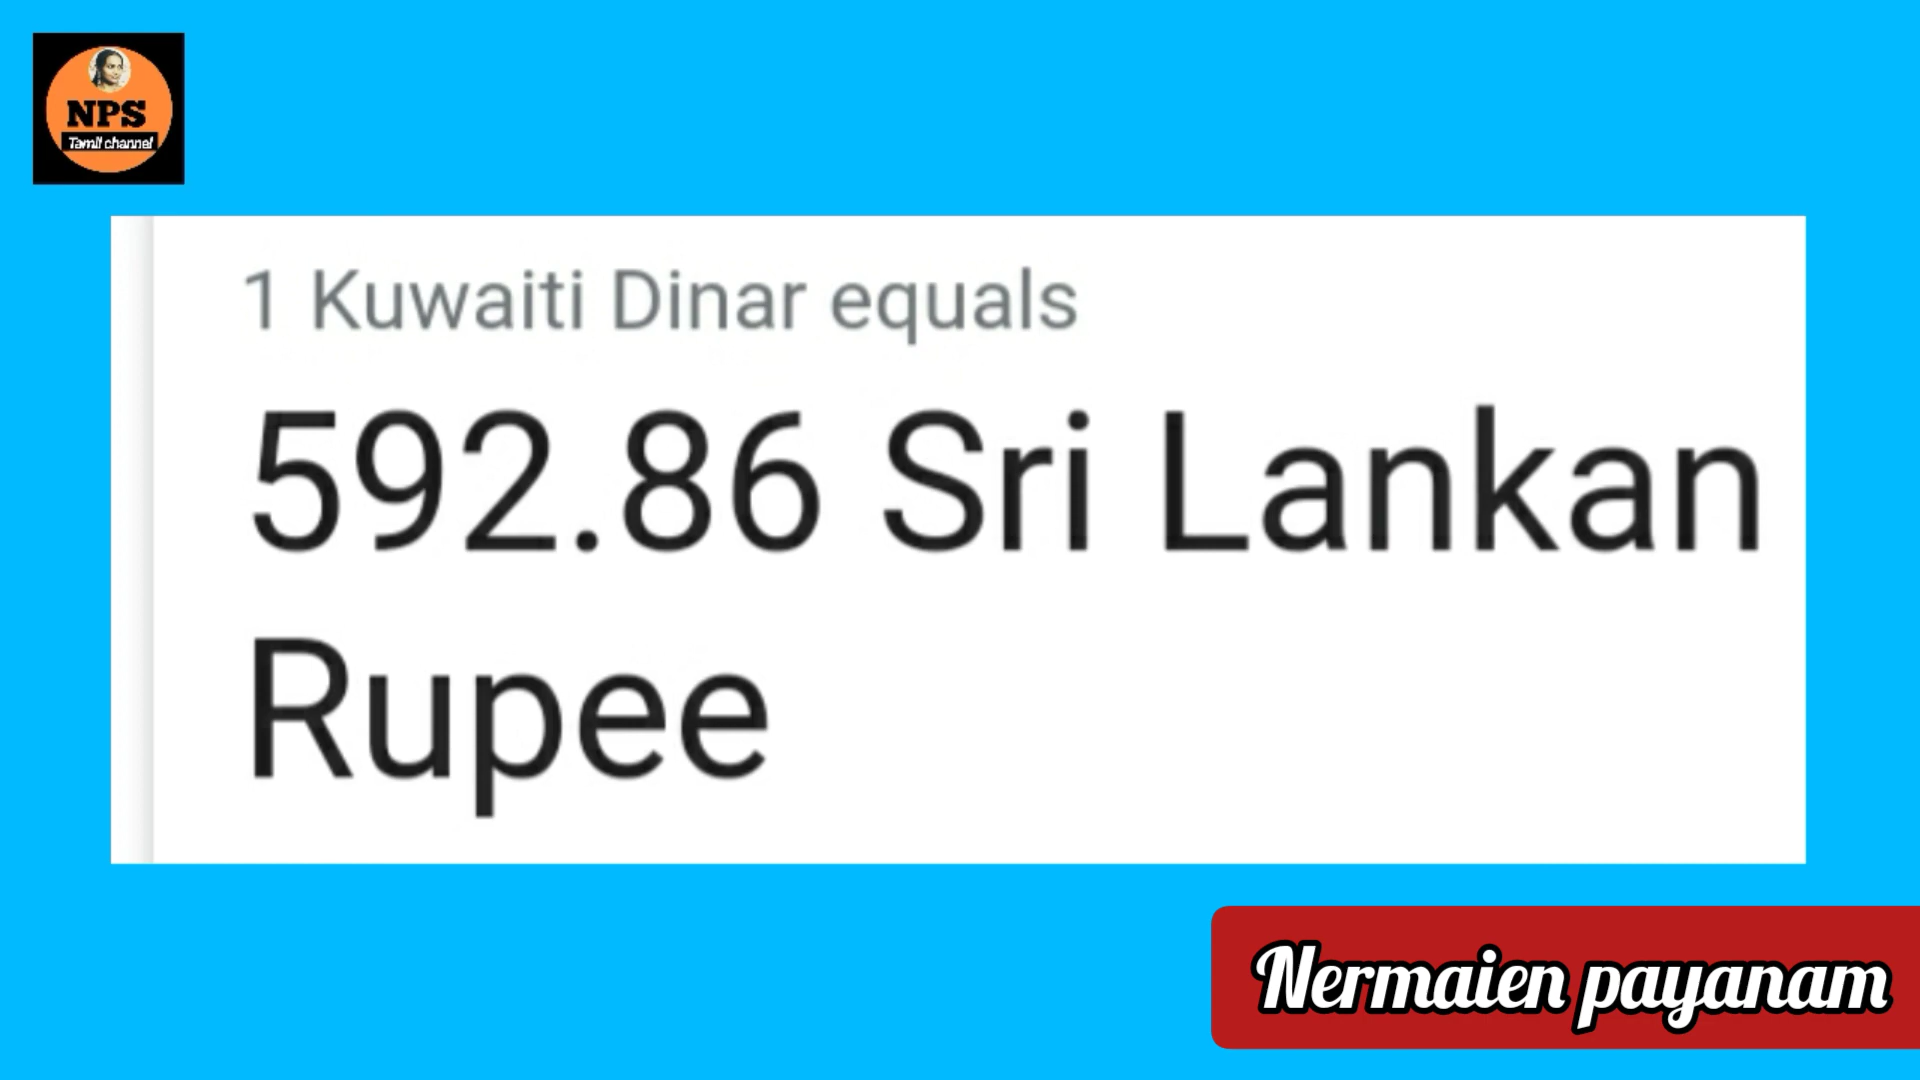 NPS
Tamil channel
1 Kuwaiti Dinar equals
592.86 Sri Lankan
Rupee
Nermaien payanam